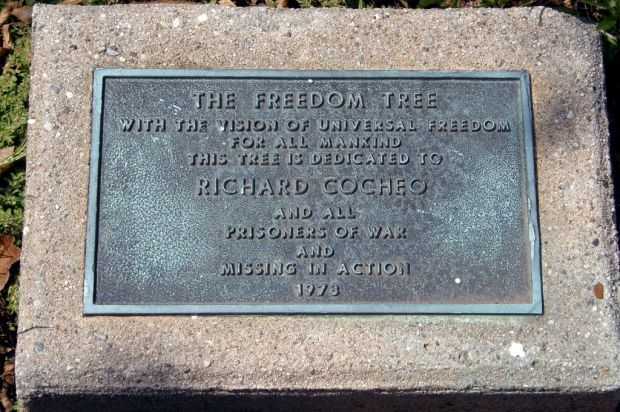 THE FREEDOM TREE
WITH THE VISION OF UNIVERSAL FREEDOM
FOR ALL MANKIND
THIS TREE IS DEDICATED TO
RICHARD COCHEO
AND ALL
PRISONERS OF WAR
AND
MISSING IN ACTION
1973